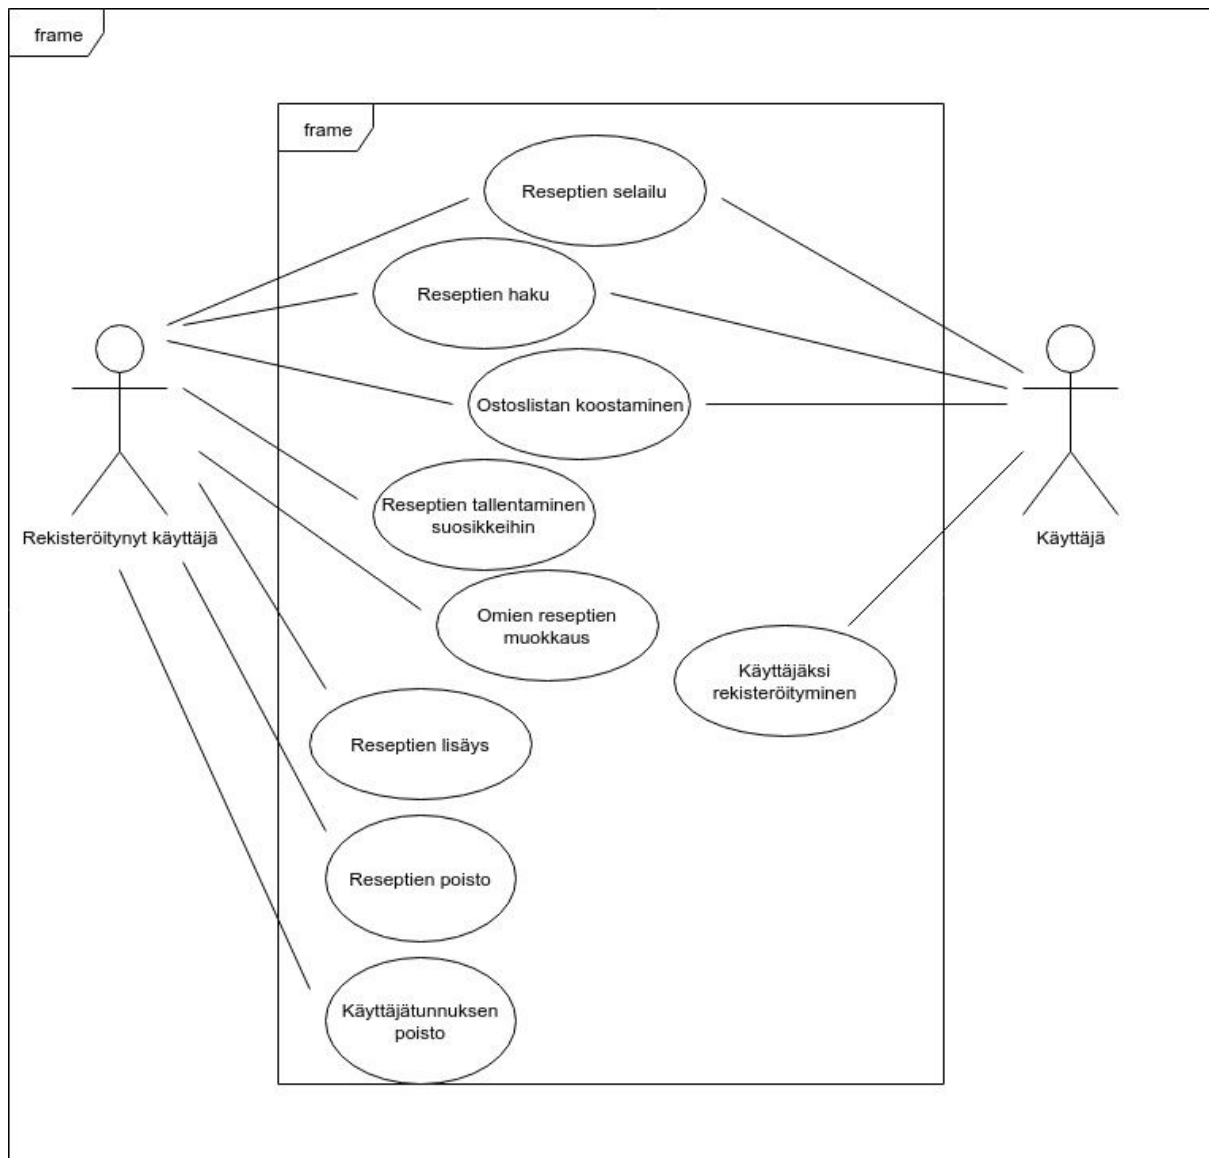 frame
frame
Reseptien selailu
Reseptien haku
Ostoslistan koostaminen
Reseptien tallentaminen
suosikkeihin
Rekisteröitynyt käyttäjä
Käyttäjä
Omien reseptien
muokkaus
Käyttäjäksi
rekisteröityminen
Reseptien lisäys
Reseptien poisto
Käyttäjätunnuksen
poisto